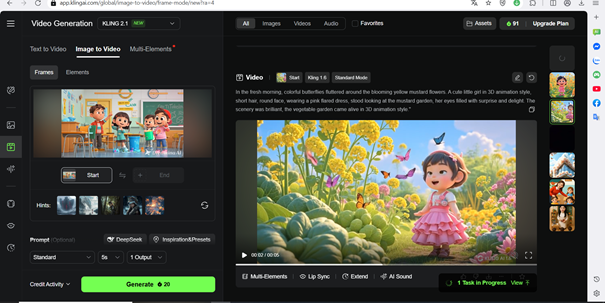 app.klingai.com/global/image-to-video/frame-mode/new?ra=4
Video Generation
KLING 2.1 NEW
All Images Videos Audio Favorites
Assets
91 Upgrade Plan
Text to Video Image to Video Multi-Elements
Frames Elements
Start
End
Hints:
Prompt (Optional)
DeepSeek
Inspiration&Presets
Standard
5s
1 Output
Credit Activity
Generate 20
Video Start Kling 1.6 Standard Mode
In the fresh morning, colorful butterflies fluttered around the blooming yellow mustard flowers. A cute little girl in 3D animation style,
short hair, round face, wearing a pink flared dress, stood looking at the mustard garden, her eyes filled with surprise and delight. The
scenery was brilliant, the vegetable garden came alive in 3D animation style."
00:02 / 00:05
Multi-Elements Lip Sync Extend AI Sound
1 Task in Progress View